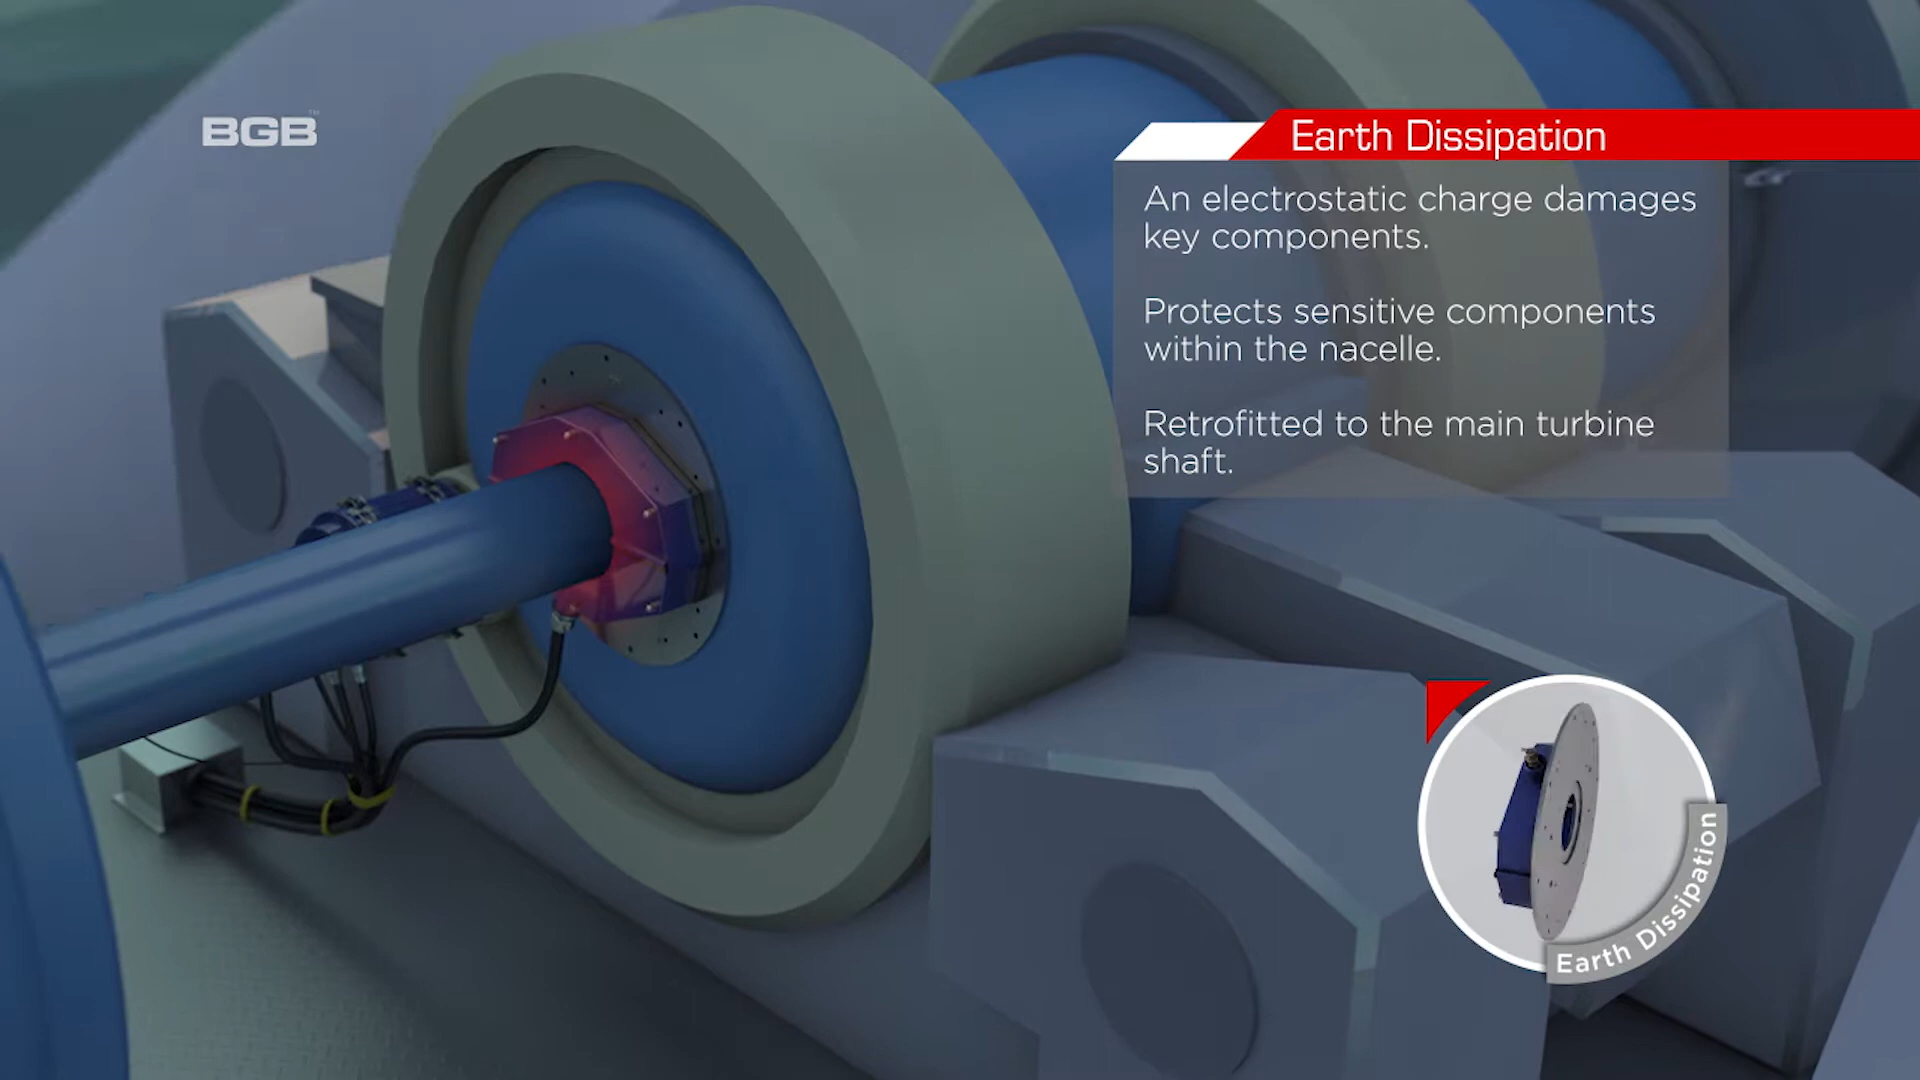 BGB™
Earth Dissipation
An electrostatic charge damages
key components.
Protects sensitive components
within the nacelle.
Retrofitted to the main turbine
shaft.
Earth Dissipation